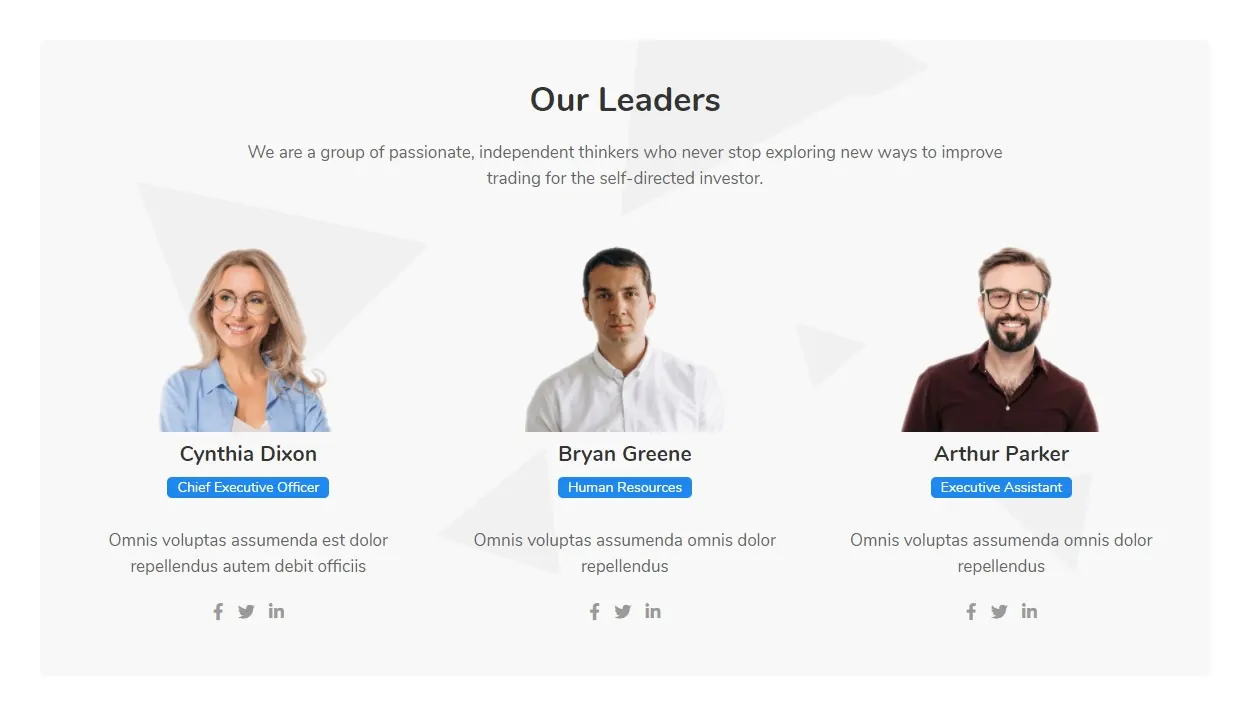 Our Leaders
We are a group of passionate, independent thinkers who never stop exploring new ways to improve
trading for the self-directed investor.
Cynthia Dixon
Chief Executive Officer
Omnis voluptas assumenda est dolor
repellendus autem debit officiis
Bryan Greene
Human Resources
Omnis voluptas assumenda omnis dolor
repellendus
Arthur Parker
Executive Assistant
Omnis voluptas assumenda omnis dolor
repellendus